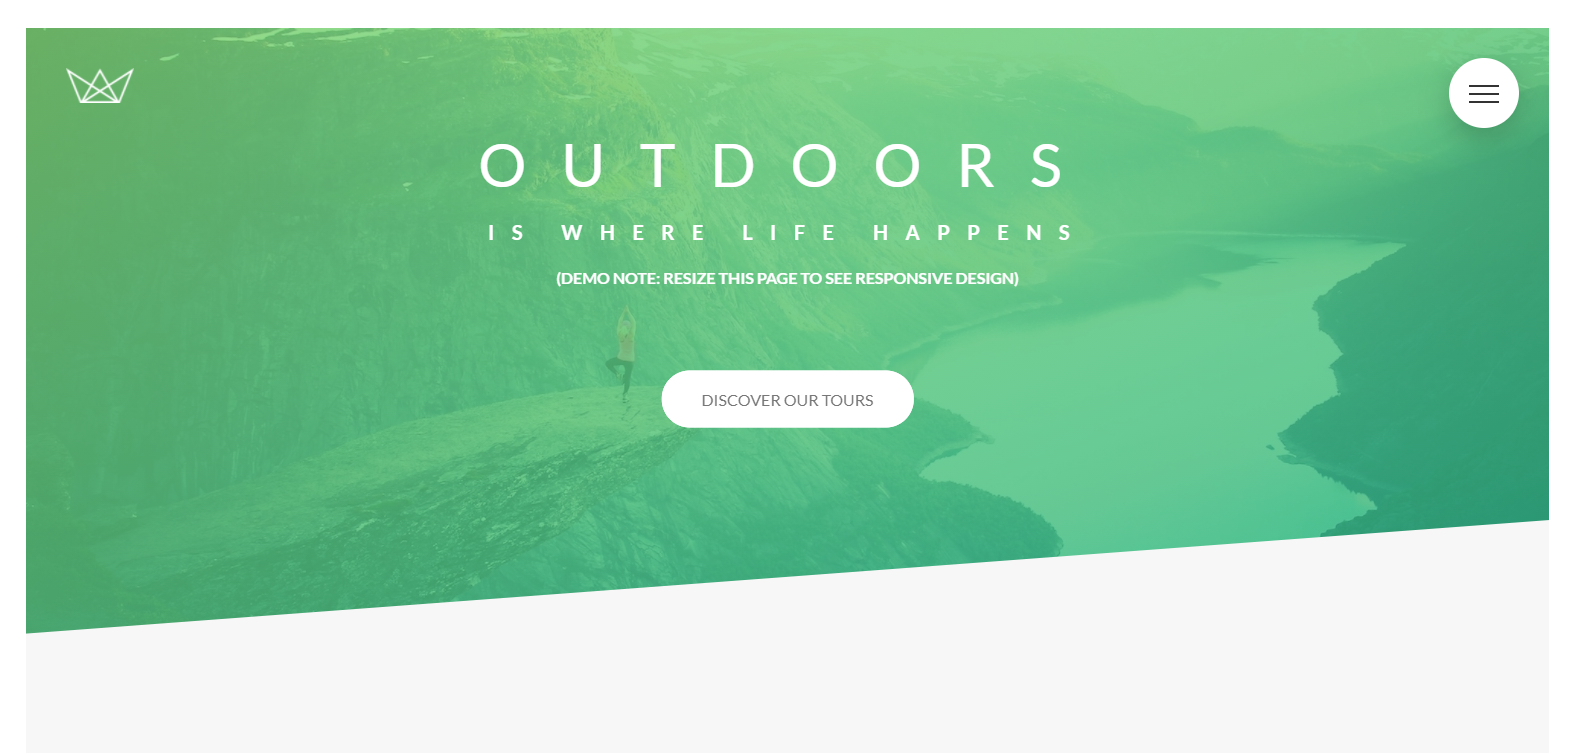 OUTDOORS
IS WHERE LIFE HAPPENS
(DEMO NOTE: RESIZE THIS PAGE TO SEE RESPONSIVE DESIGN)
DISCOVER OUR TOURS